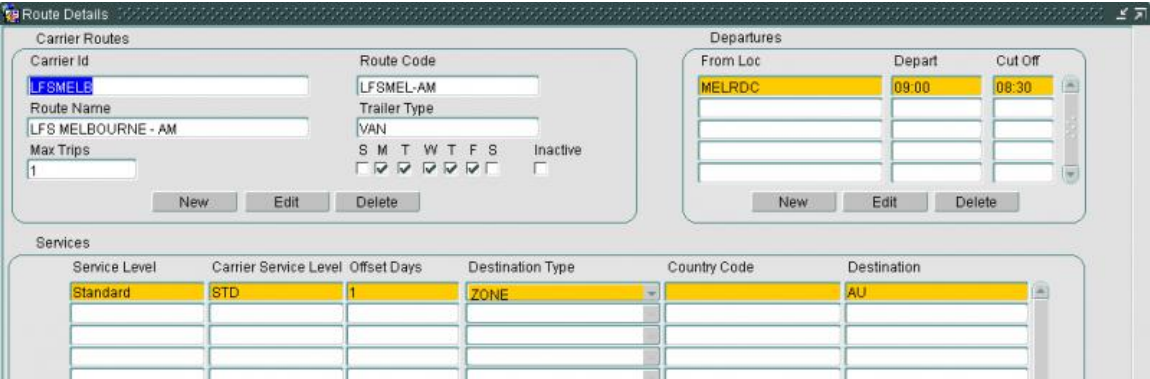 Route Details
Carrier Routes
Carrier Id Route Code
LFSMELB LFSMEL-AM
Route Name Trailer Type
LFS MELBOURNE - AM VAN
Max Trips S M T W T F S Inactive
1
New Edit Delete
Departures
From Loc Depart Cut Off
MELRDC 09:00 08:30
New Edit Delete
Services
Service Level Carrier Service Level Offset Days Destination Type Country Code Destination
Standard STD 1 ZONE AU